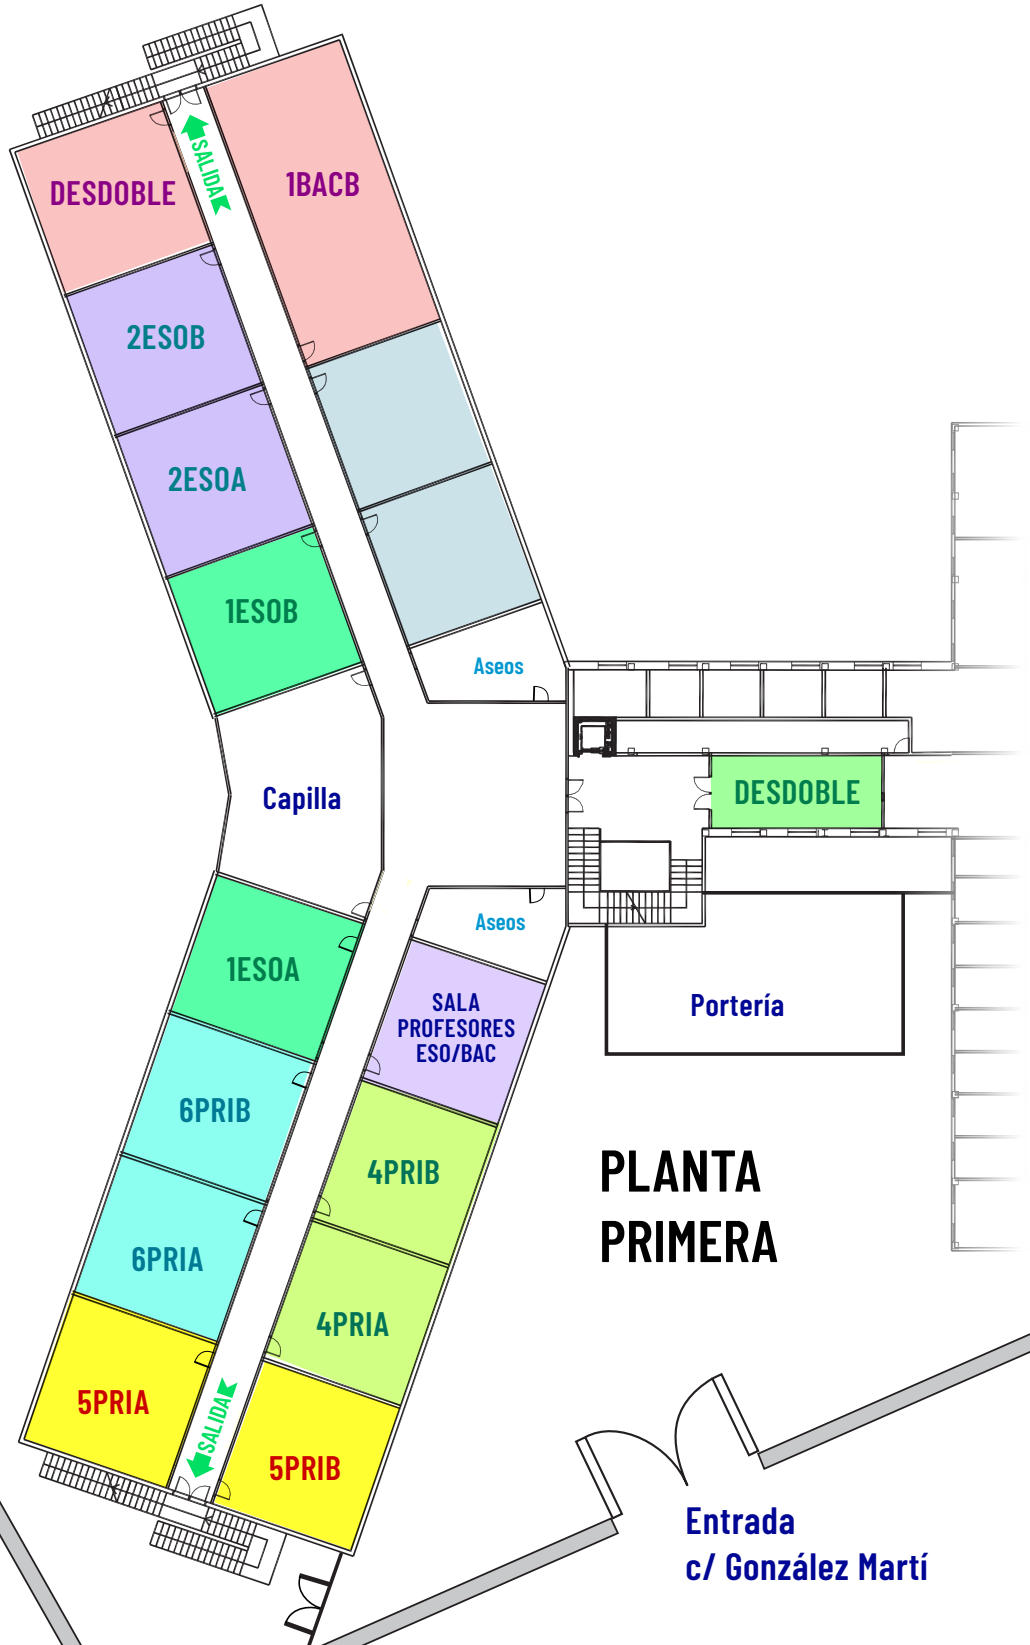 DESDOBLE
SALIDA
1BACB
2ESOB
2ESOA
1ESOB
Aseos
Capilla
DESDOBLE
Aseos
1ESOA
SALA
PROFESORES
ESO/BAC
Portería
6PRIB
4PRIB
PLANTA
PRIMERA
6PRIA
4PRIA
5PRIA
SALIDA
5PRIB
Entrada
c/ González Martí